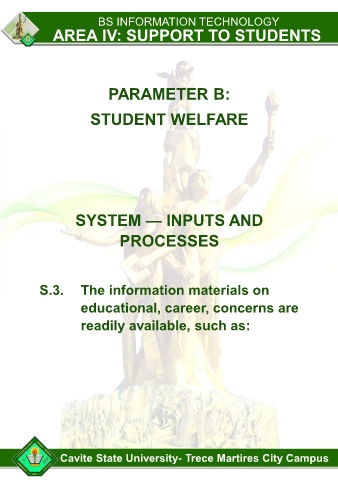 BS INFORMATION TECHNOLOGY
AREA IV: SUPPORT TO STUDENTS
PARAMETER B:
STUDENT WELFARE
SYSTEM — INPUTS AND
PROCESSES
S.3. The information materials on
educational, career, concerns are
readily available, such as:
Cavite State University- Trece Martires City Campus